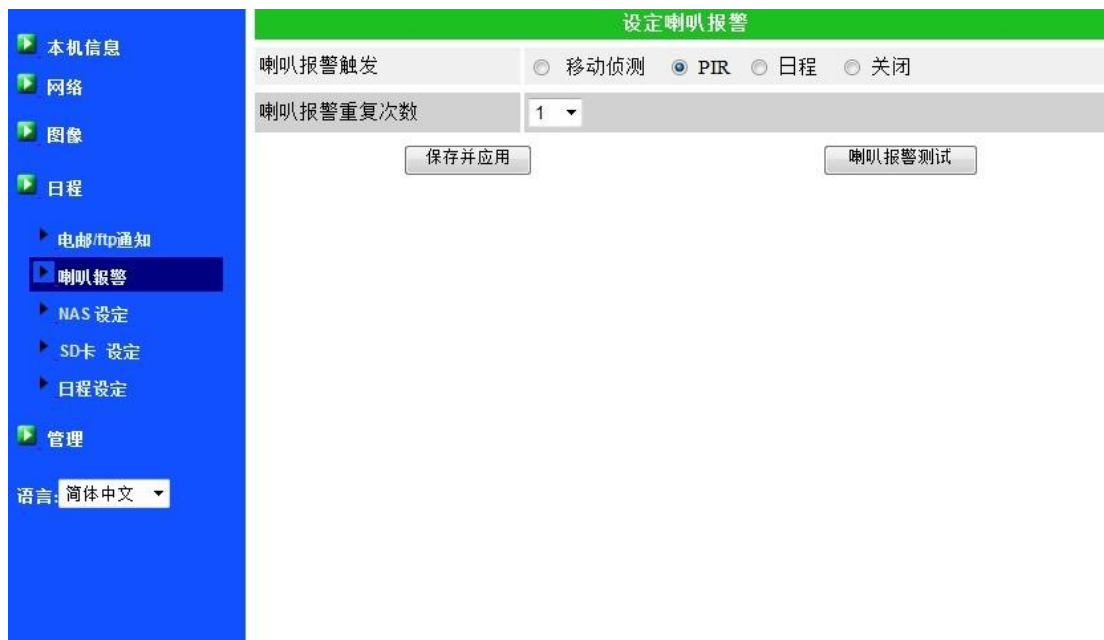 本机信息
网络
图像
日程
电邮/ftp通知
喇叭报警
NAS 设定
SD卡 设定
日程设定
管理
语言: 简体中文
设定喇叭报警
喇叭报警触发 移动侦测 PIR 日程 关闭
喇叭报警重复次数 1
保存并应用 喇叭报警测试